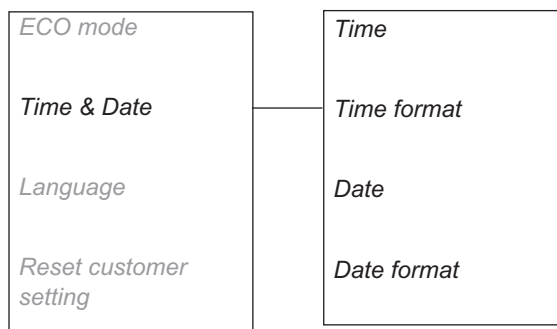 ECO mode
Time & Date
Language
Reset customer
setting
Time
Time format
Date
Date format